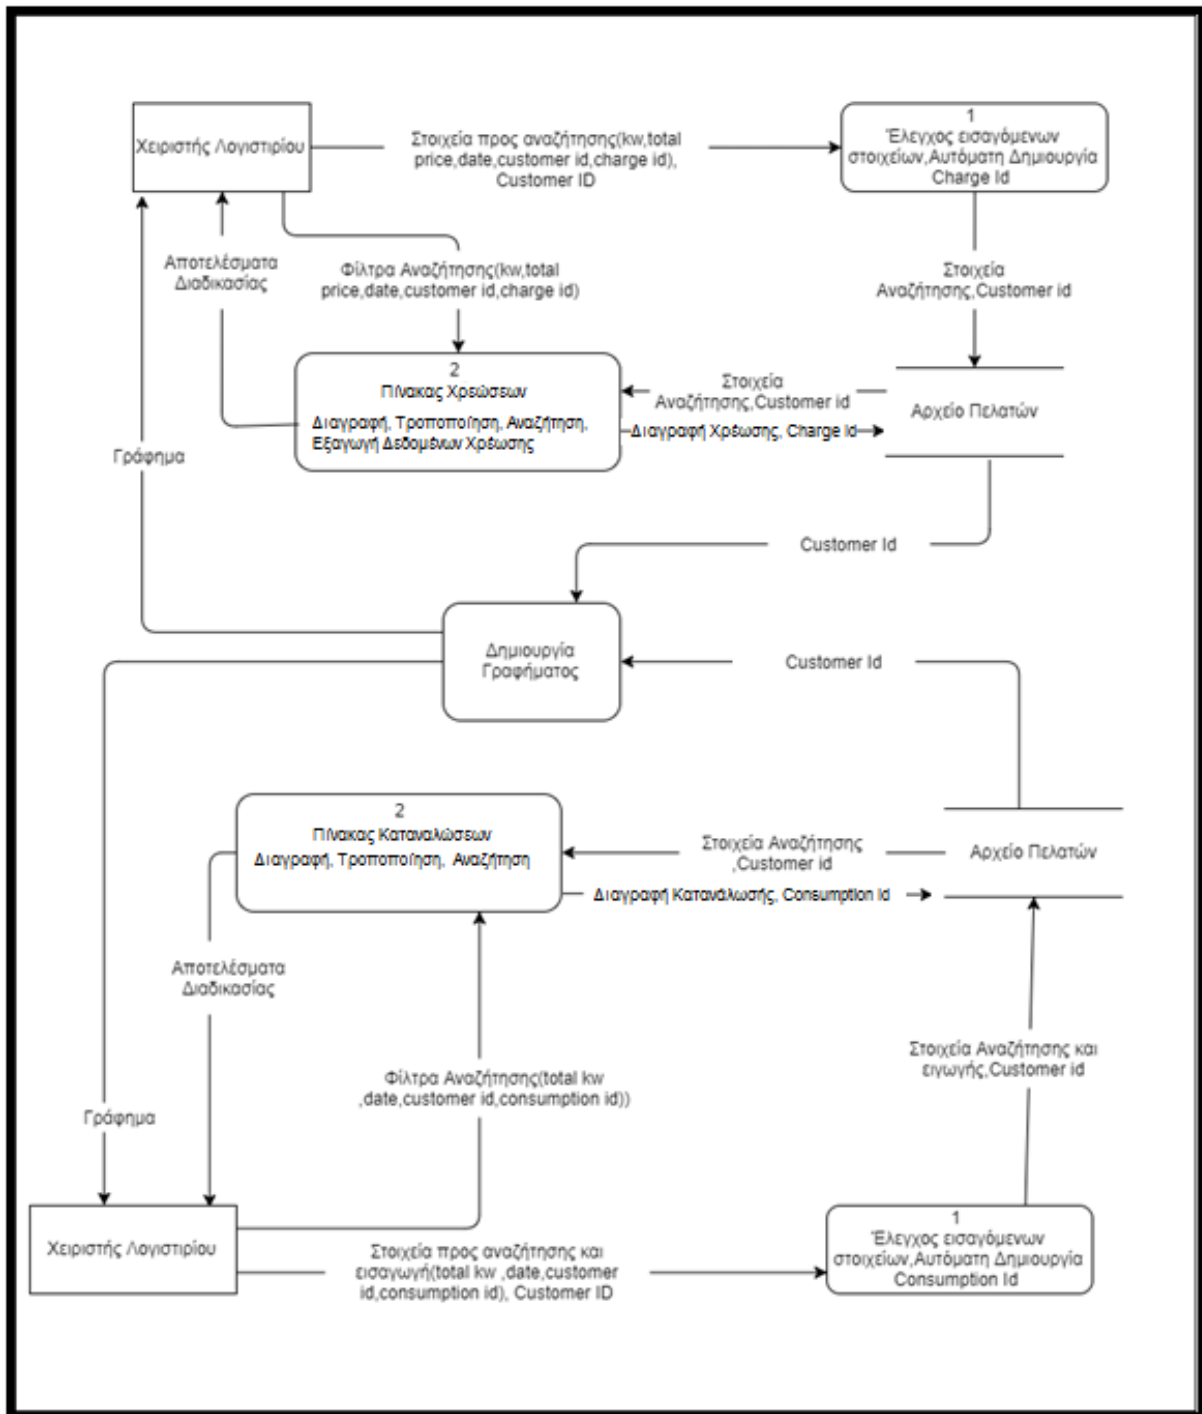 Χειριστής Λογιστιρίου
Στοιχεία προς αναζήτησης(kw,total
price,date,customer id,charge id),
Customer ID
1
Έλεγχος εισαγόμενων
στοιχείων,Αυτόματη Δημιουργία
Charge Id
Αποτελέσματα
Διαδικασίας
Φίλτρα Αναζήτησης(kw,total
price,date,customer id,charge id)
Στοιχεία
Αναζήτησης,Customer id
2
Πίνακας Χρεώσεων
Διαγραφή, Τροποποίηση, Αναζήτηση,
Εξαγωγή Δεδομένων Χρέωσης
Στοιχεία
Αναζήτησης,Customer id
Διαγραφή Χρέωσης, Charge Id
Αρχείο Πελατών
Γράφημα
Customer Id
Δημιουργία
Γραφήματος
Customer Id
2
Πίνακας Καταναλώσεων
Διαγραφή, Τροποποίηση, Αναζήτηση
Στοιχεία Αναζήτησης
,Customer id
Διαγραφή Κατανάλωσής, Consumption Id
Αρχείο Πελατών
Αποτελέσματα
Διαδικασίας
Φίλτρα Αναζήτησης(total kw
,date,customer id,consumption id))
Στοιχεία Αναζήτησης και
ειγωγής,Customer id
Γράφημα
Χειριστής Λογιστιρίου
Στοιχεία προς αναζήτησης και
εισαγωγή(total kw ,date,customer
id,consumption id), Customer ID
1
Έλεγχος εισαγόμενων
στοιχείων,Αυτόματη Δημιουργία
Consumption Id